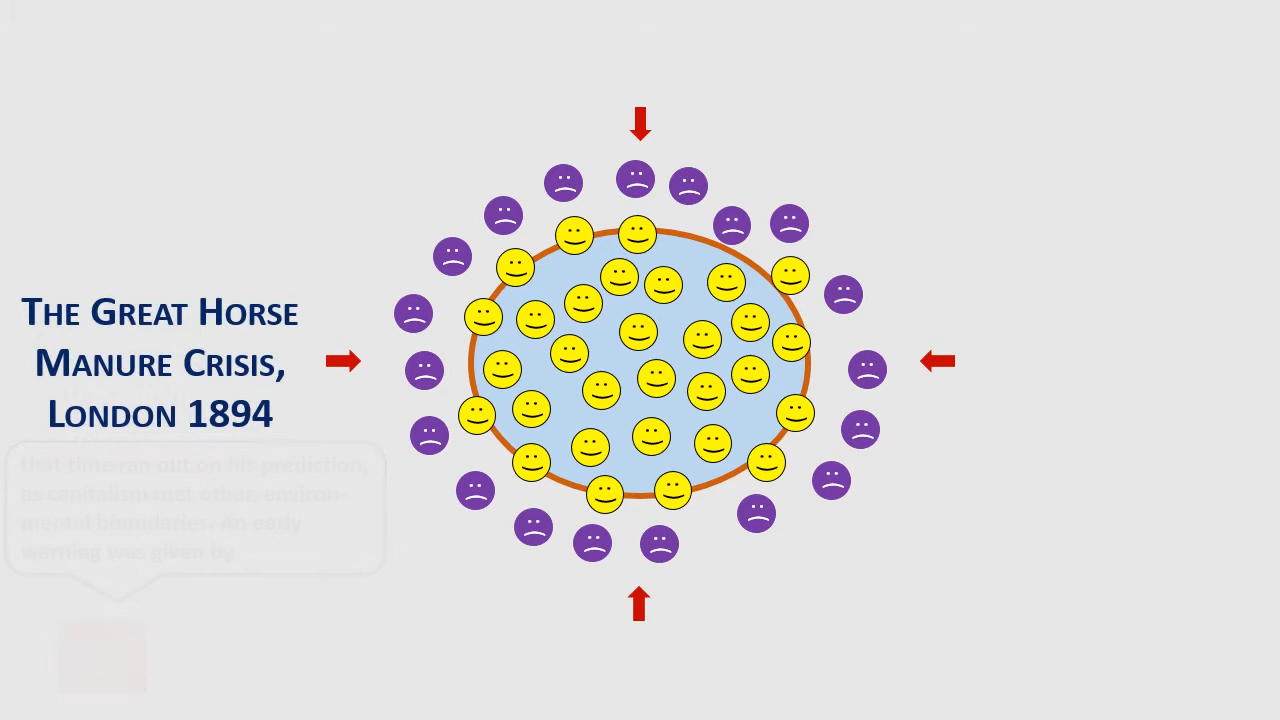 The Great Horse
Manure Crisis,
London 1894
that time ran out on his prediction,
as capitalism met other, environ-
mental boundaries. An early
warning was given by